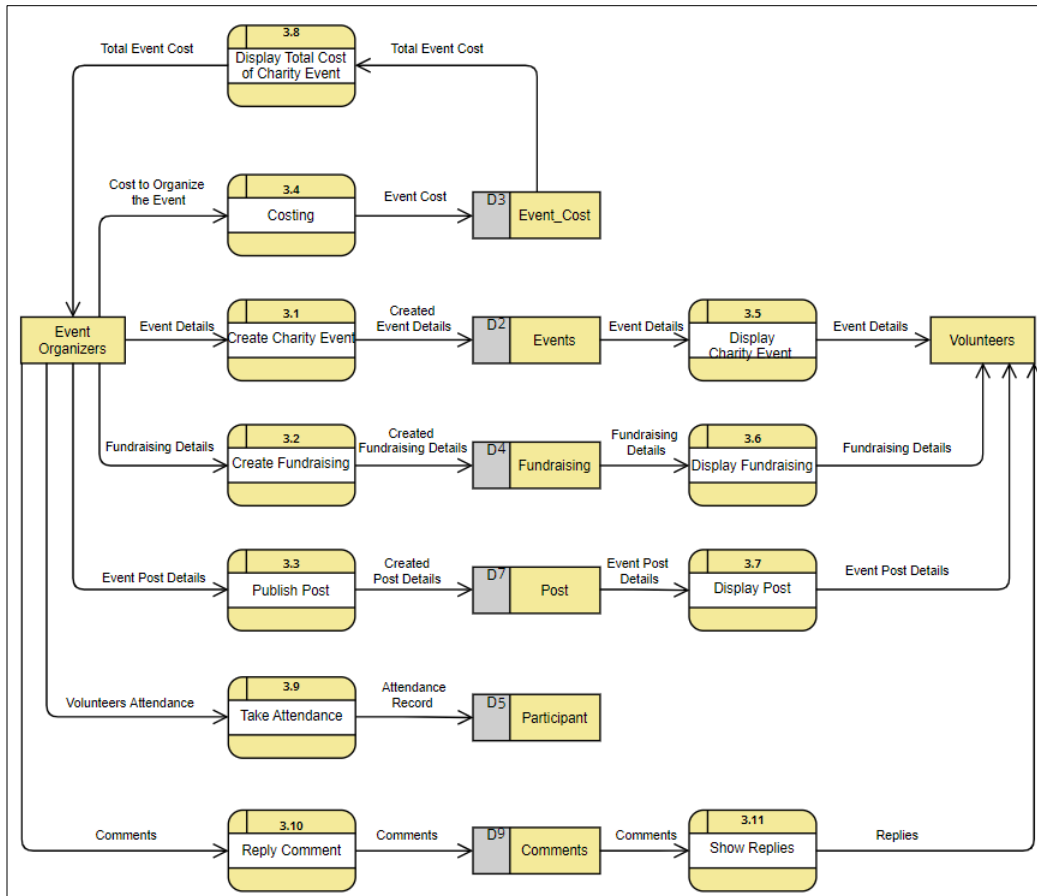 3.8
Total Event Cost
Display Total Cost
of Charity Event
Total Event Cost
3.4
Cost to Organize
the Event
Costing
Event Cost
D3
Event_Cost
3.1
Event
Organizers
Event Details
Create Charity Event
Created
Event Details
D2
Events
Event Details
3.5
Display
Charity Event
Event Details
Volunteers
3.2
Fundraising Details
Create Fundraising
Created
Fundraising Details
D4
Fundraising
Fundraising
Details
3.6
Display Fundraising
Fundraising Details
3.3
Event Post Details
Publish Post
Created
Post Details
D7
Post
Event Post
Details
3.7
Display Post
Event Post Details
3.9
Volunteers Attendance
Take Attendance
Attendance
Record
D5
Participant
3.10
Comments
Reply Comment
Comments
D9
Comments
Comments
3.11
Show Replies
Replies